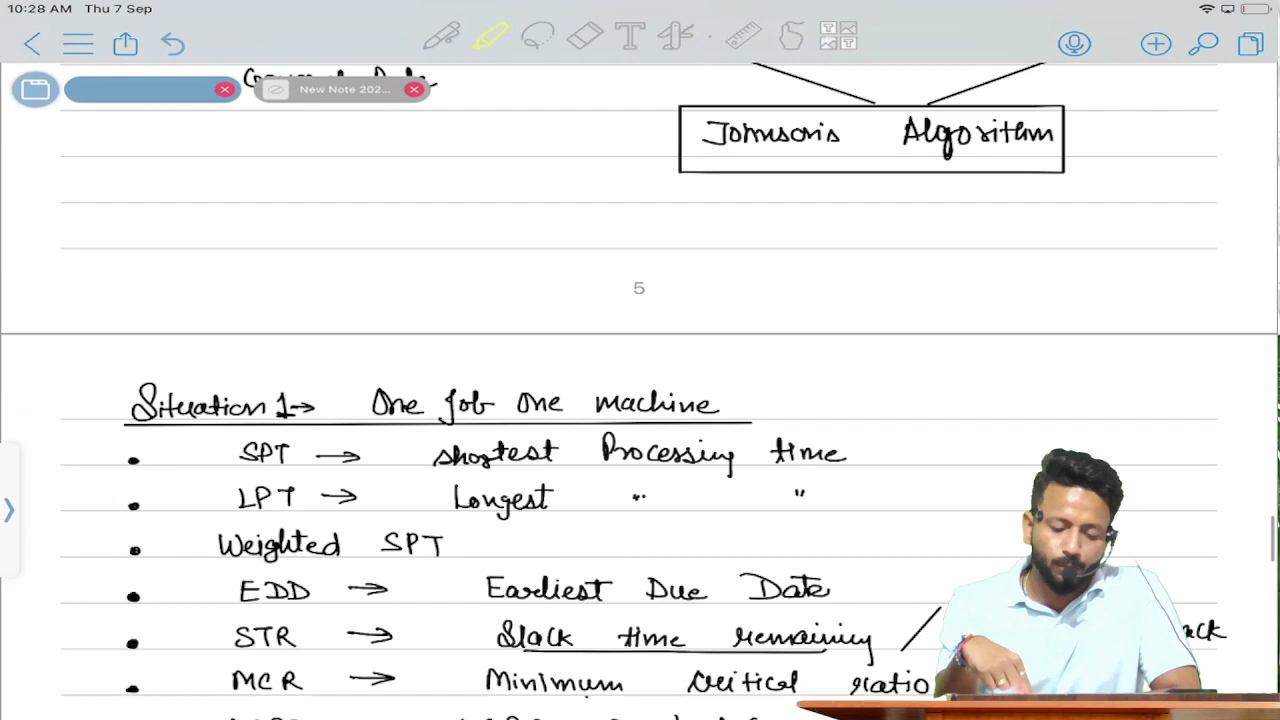 10:28 AM Thu 7 Sep
New Note 202...
Johnson's Algorithm
5
Situation 1→ One Job One machine
• SPT → shortest Processing time
• LPT → Longest " "
• Weighted SPT
• EDD → Earliest Due Date
• STR → Slack time remaining /
• MCR → Minimum critical ratio